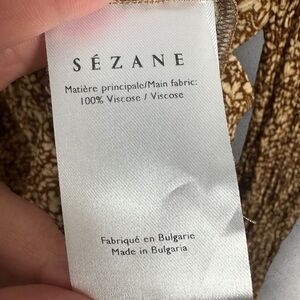 SÉZANE
Matière principale/Main fabric:
100% Viscose / Viscose
Fabriqué en Bulgarie
Made in Bulgaria